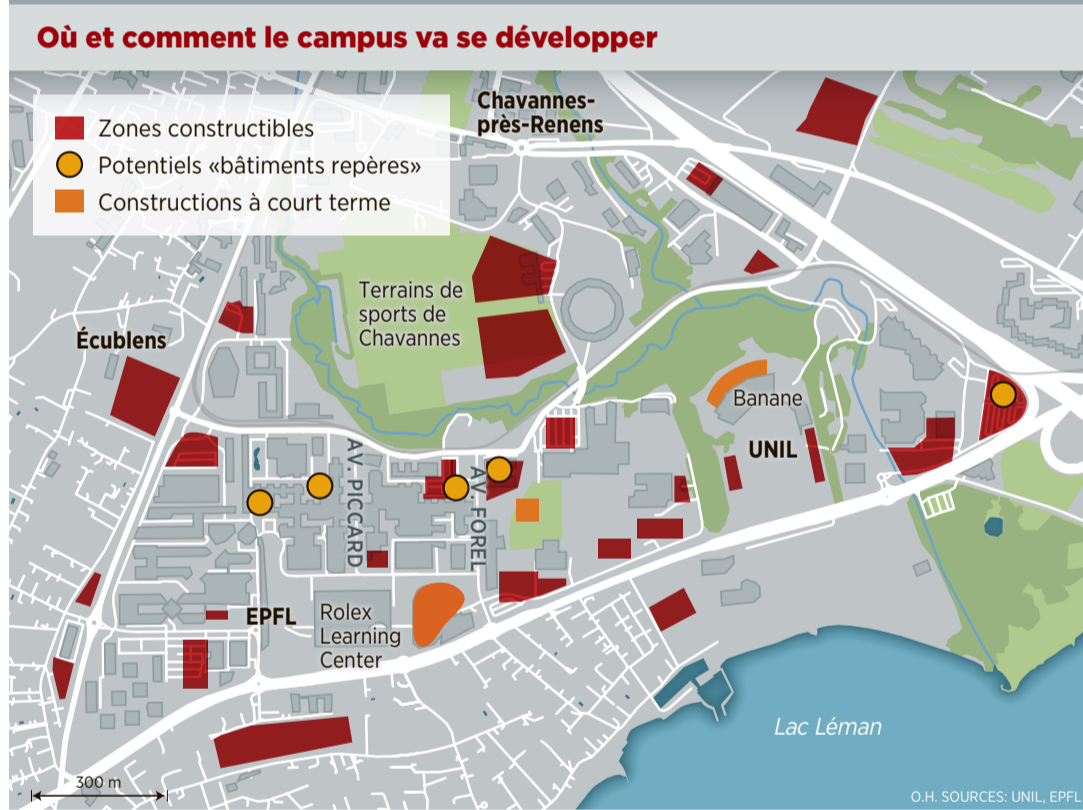 Où et comment le campus va se développer
Zones constructibles
Potentiels «bâtiments repères»
Constructions à court terme
Chavannes-
près-Renens
Terrains de
sports de
Chavannes
Écublens
Banane
UNIL
AV. PICCARD
AV. FOREL
EPFL
Rolex
Learning
Center
Lac Léman
300 m
O.H. SOURCES: UNIL, EPFL